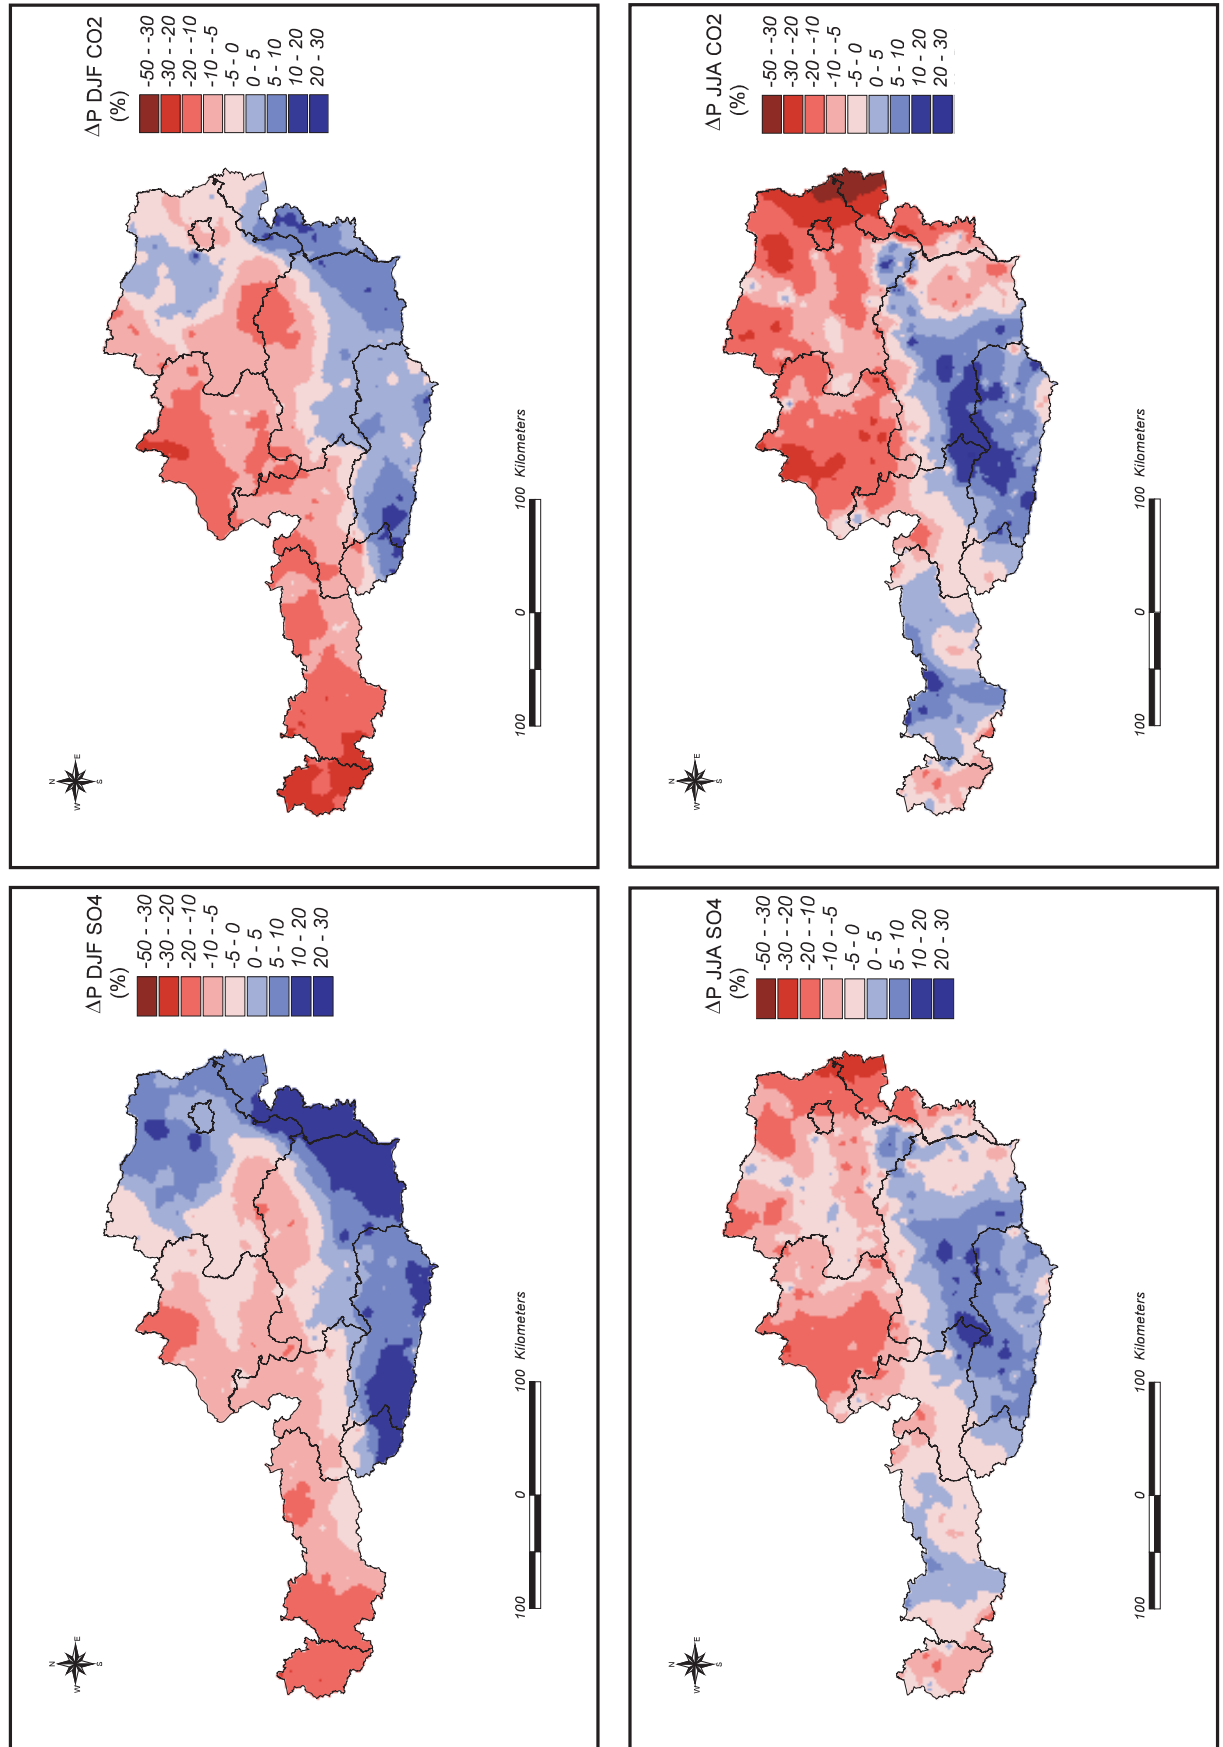 ΔP DJF CO2
(%)
-50 - -30
-30 - -20
-20 - -10
-10 - -5
-5 - 0
0 - 5
5 - 10
10 - 20
20 - 30
N
W
E
S
100 0 100 Kilometers
ΔP JJA CO2
(%)
-50 - -30
-30 - -20
-20 - -10
-10 - -5
-5 - 0
0 - 5
5 - 10
10 - 20
20 - 30
N
W
E
S
100 0 100 Kilometers
ΔP DJF SO4
(%)
-50 - -30
-30 - -20
-20 - -10
-10 - -5
-5 - 0
0 - 5
5 - 10
10 - 20
20 - 30
N
W
E
S
100 0 100 Kilometers
ΔP JJA SO4
(%)
-50 - -30
-30 - -20
-20 - -10
-10 - -5
-5 - 0
0 - 5
5 - 10
10 - 20
20 - 30
N
W
E
S
100 0 100 Kilometers